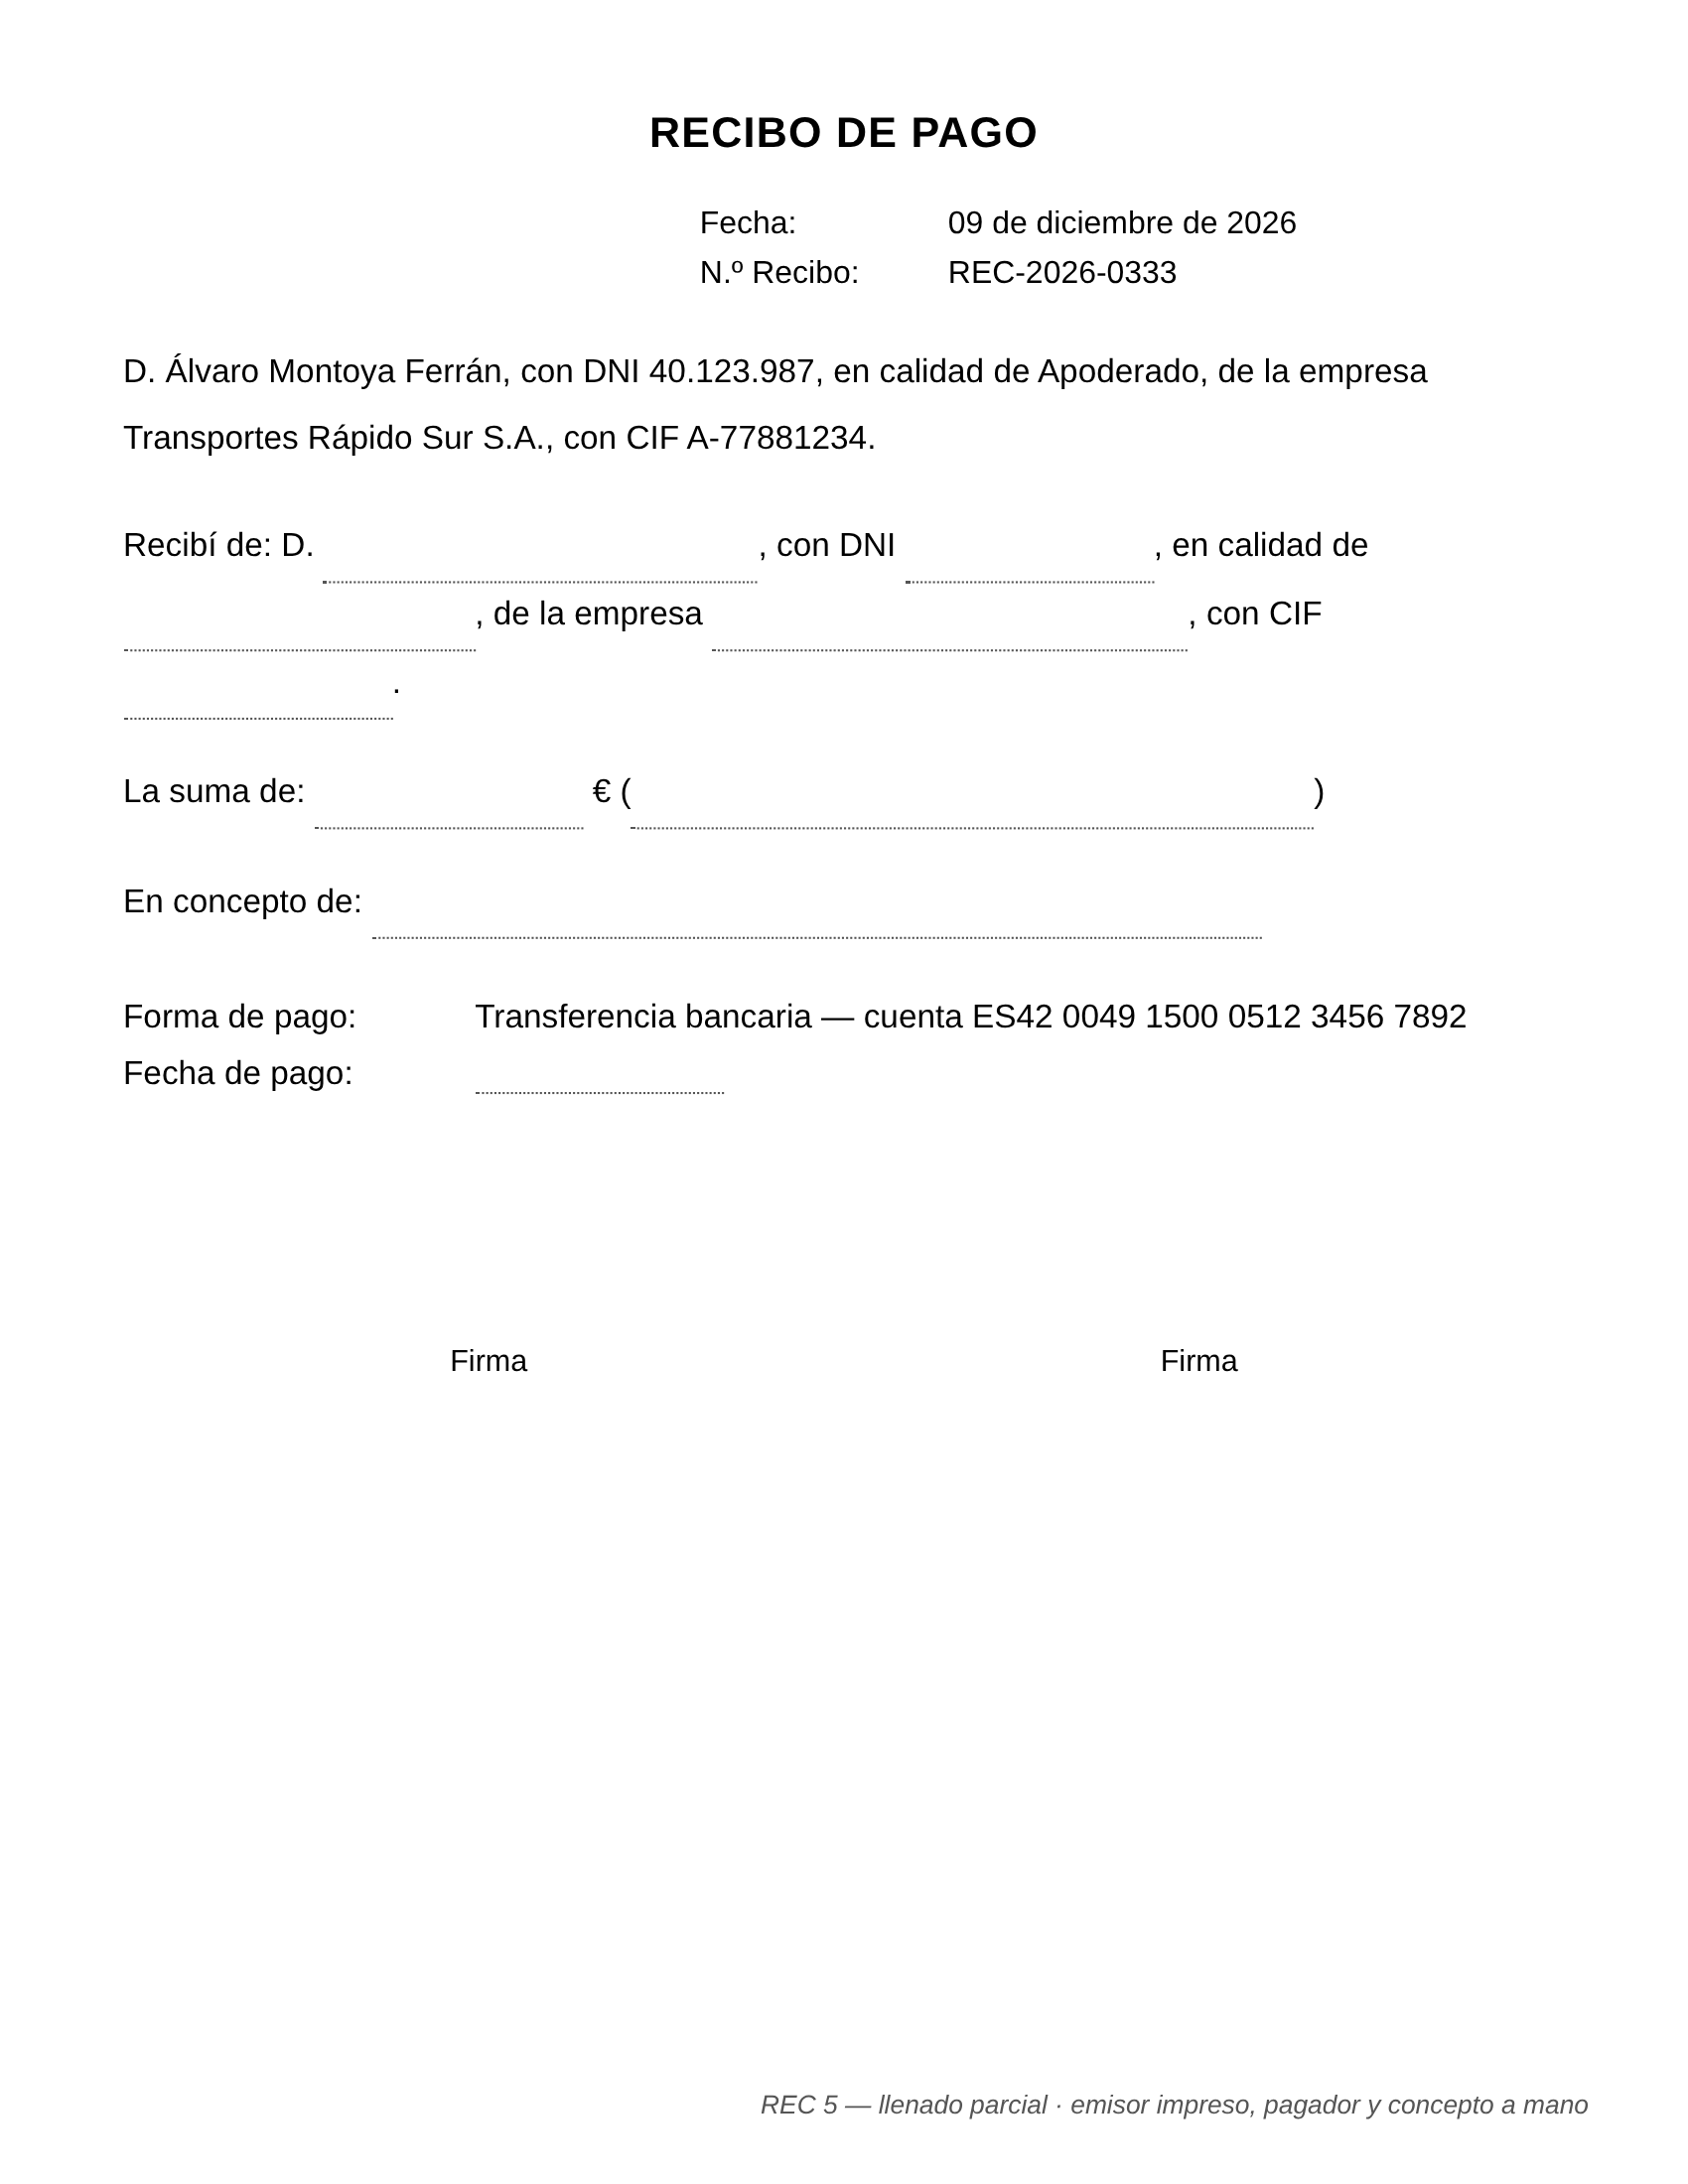 RECIBO DE PAGO
Fecha: 09 de diciembre de 2026
N.º Recibo: REC-2026-0333
D. Álvaro Montoya Ferrán, con DNI 40.123.987, en calidad de Apoderado, de la empresa
Transportes Rápido Sur S.A., con CIF A-77881234.
Recibí de: D. , con DNI , en calidad de
, de la empresa , con CIF
.
La suma de: € ( )
En concepto de:
Forma de pago: Transferencia bancaria — cuenta ES42 0049 1500 0512 3456 7892
Fecha de pago:
Firma Firma
REC 5 — llenado parcial · emisor impreso, pagador y concepto a mano